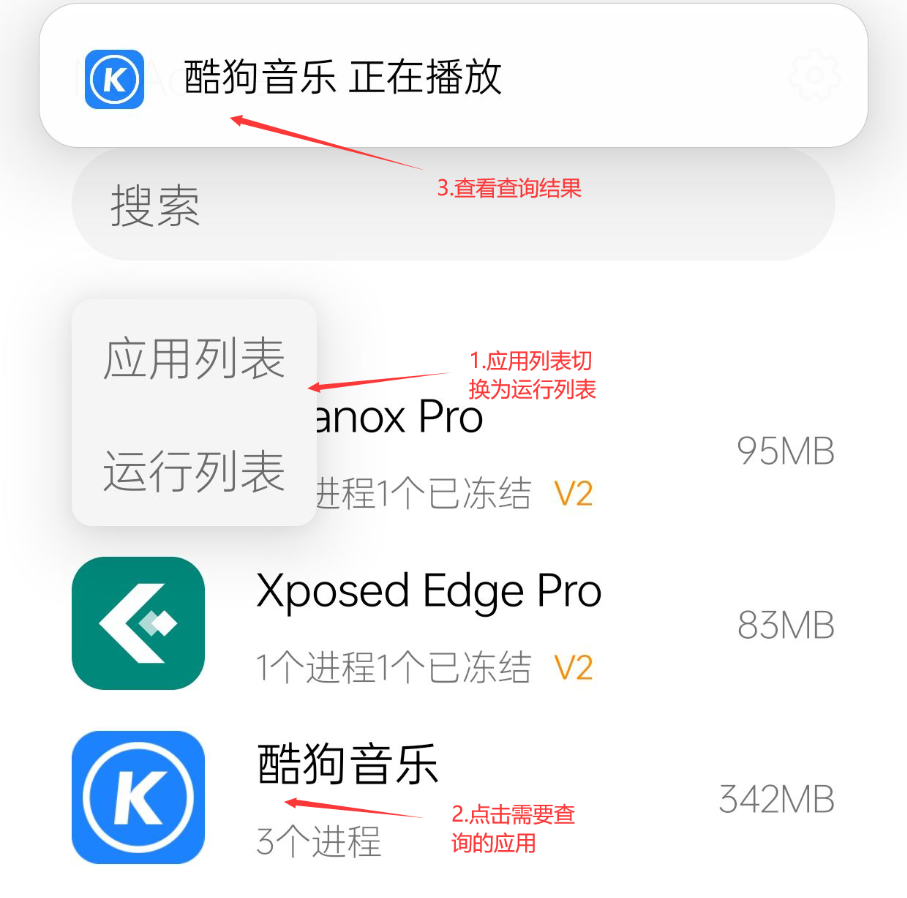 酷狗音乐 正在播放
3.查看查询结果
搜索
应用列表
1.应用列表切
换为运行列表
anox Pro
95MB
运行列表
进程1个已冻结 V2
Xposed Edge Pro
83MB
1个进程1个已冻结 V2
酷狗音乐
342MB
2.点击需要查
询的应用
3个进程